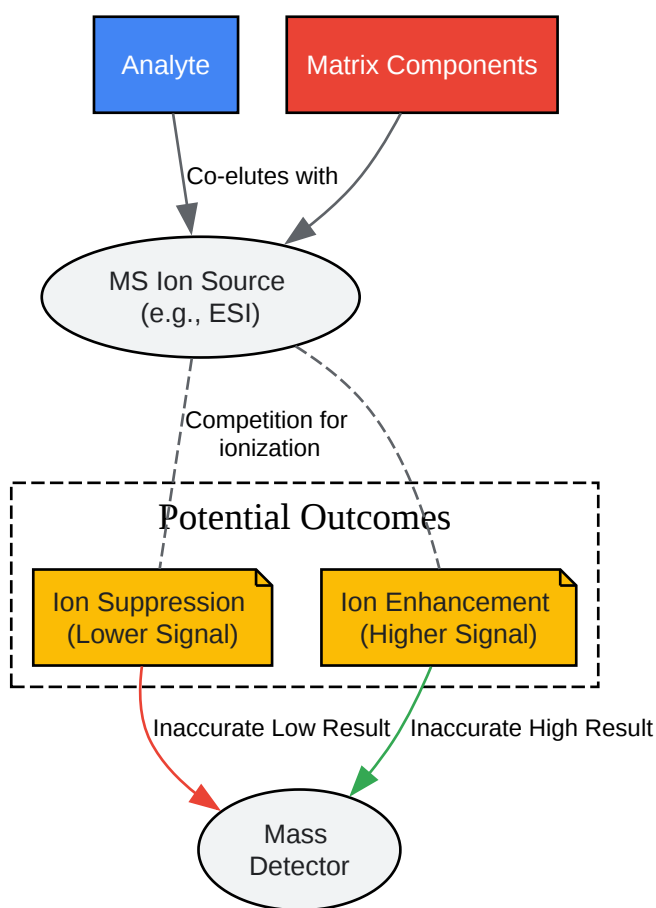 Analyte
Matrix Components
Co-elutes with
MS Ion Source
(e.g., ESI)
Competition for
ionization
Potential Outcomes
Ion Suppression
(Lower Signal)
Ion Enhancement
(Higher Signal)
Inaccurate Low Result
Inaccurate High Result
Mass
Detector